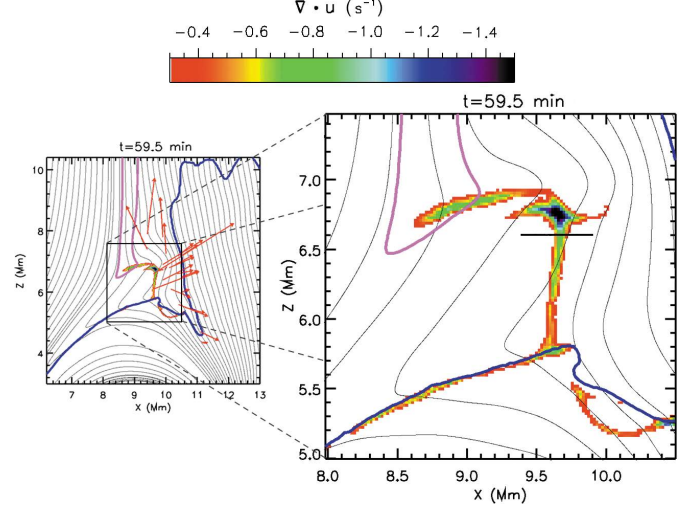 ∇ • u (s⁻¹)
−0.4 −0.6 −0.8 −1.0 −1.2 −1.4
t=59.5 min
10
8
6
4
Z (Mm)
7 8 9 10 11 12 13
X (Mm)
t=59.5 min
7.0
6.5
6.0
5.5
5.0
Z (Mm)
8.0 8.5 9.0 9.5 10.0
X (Mm)